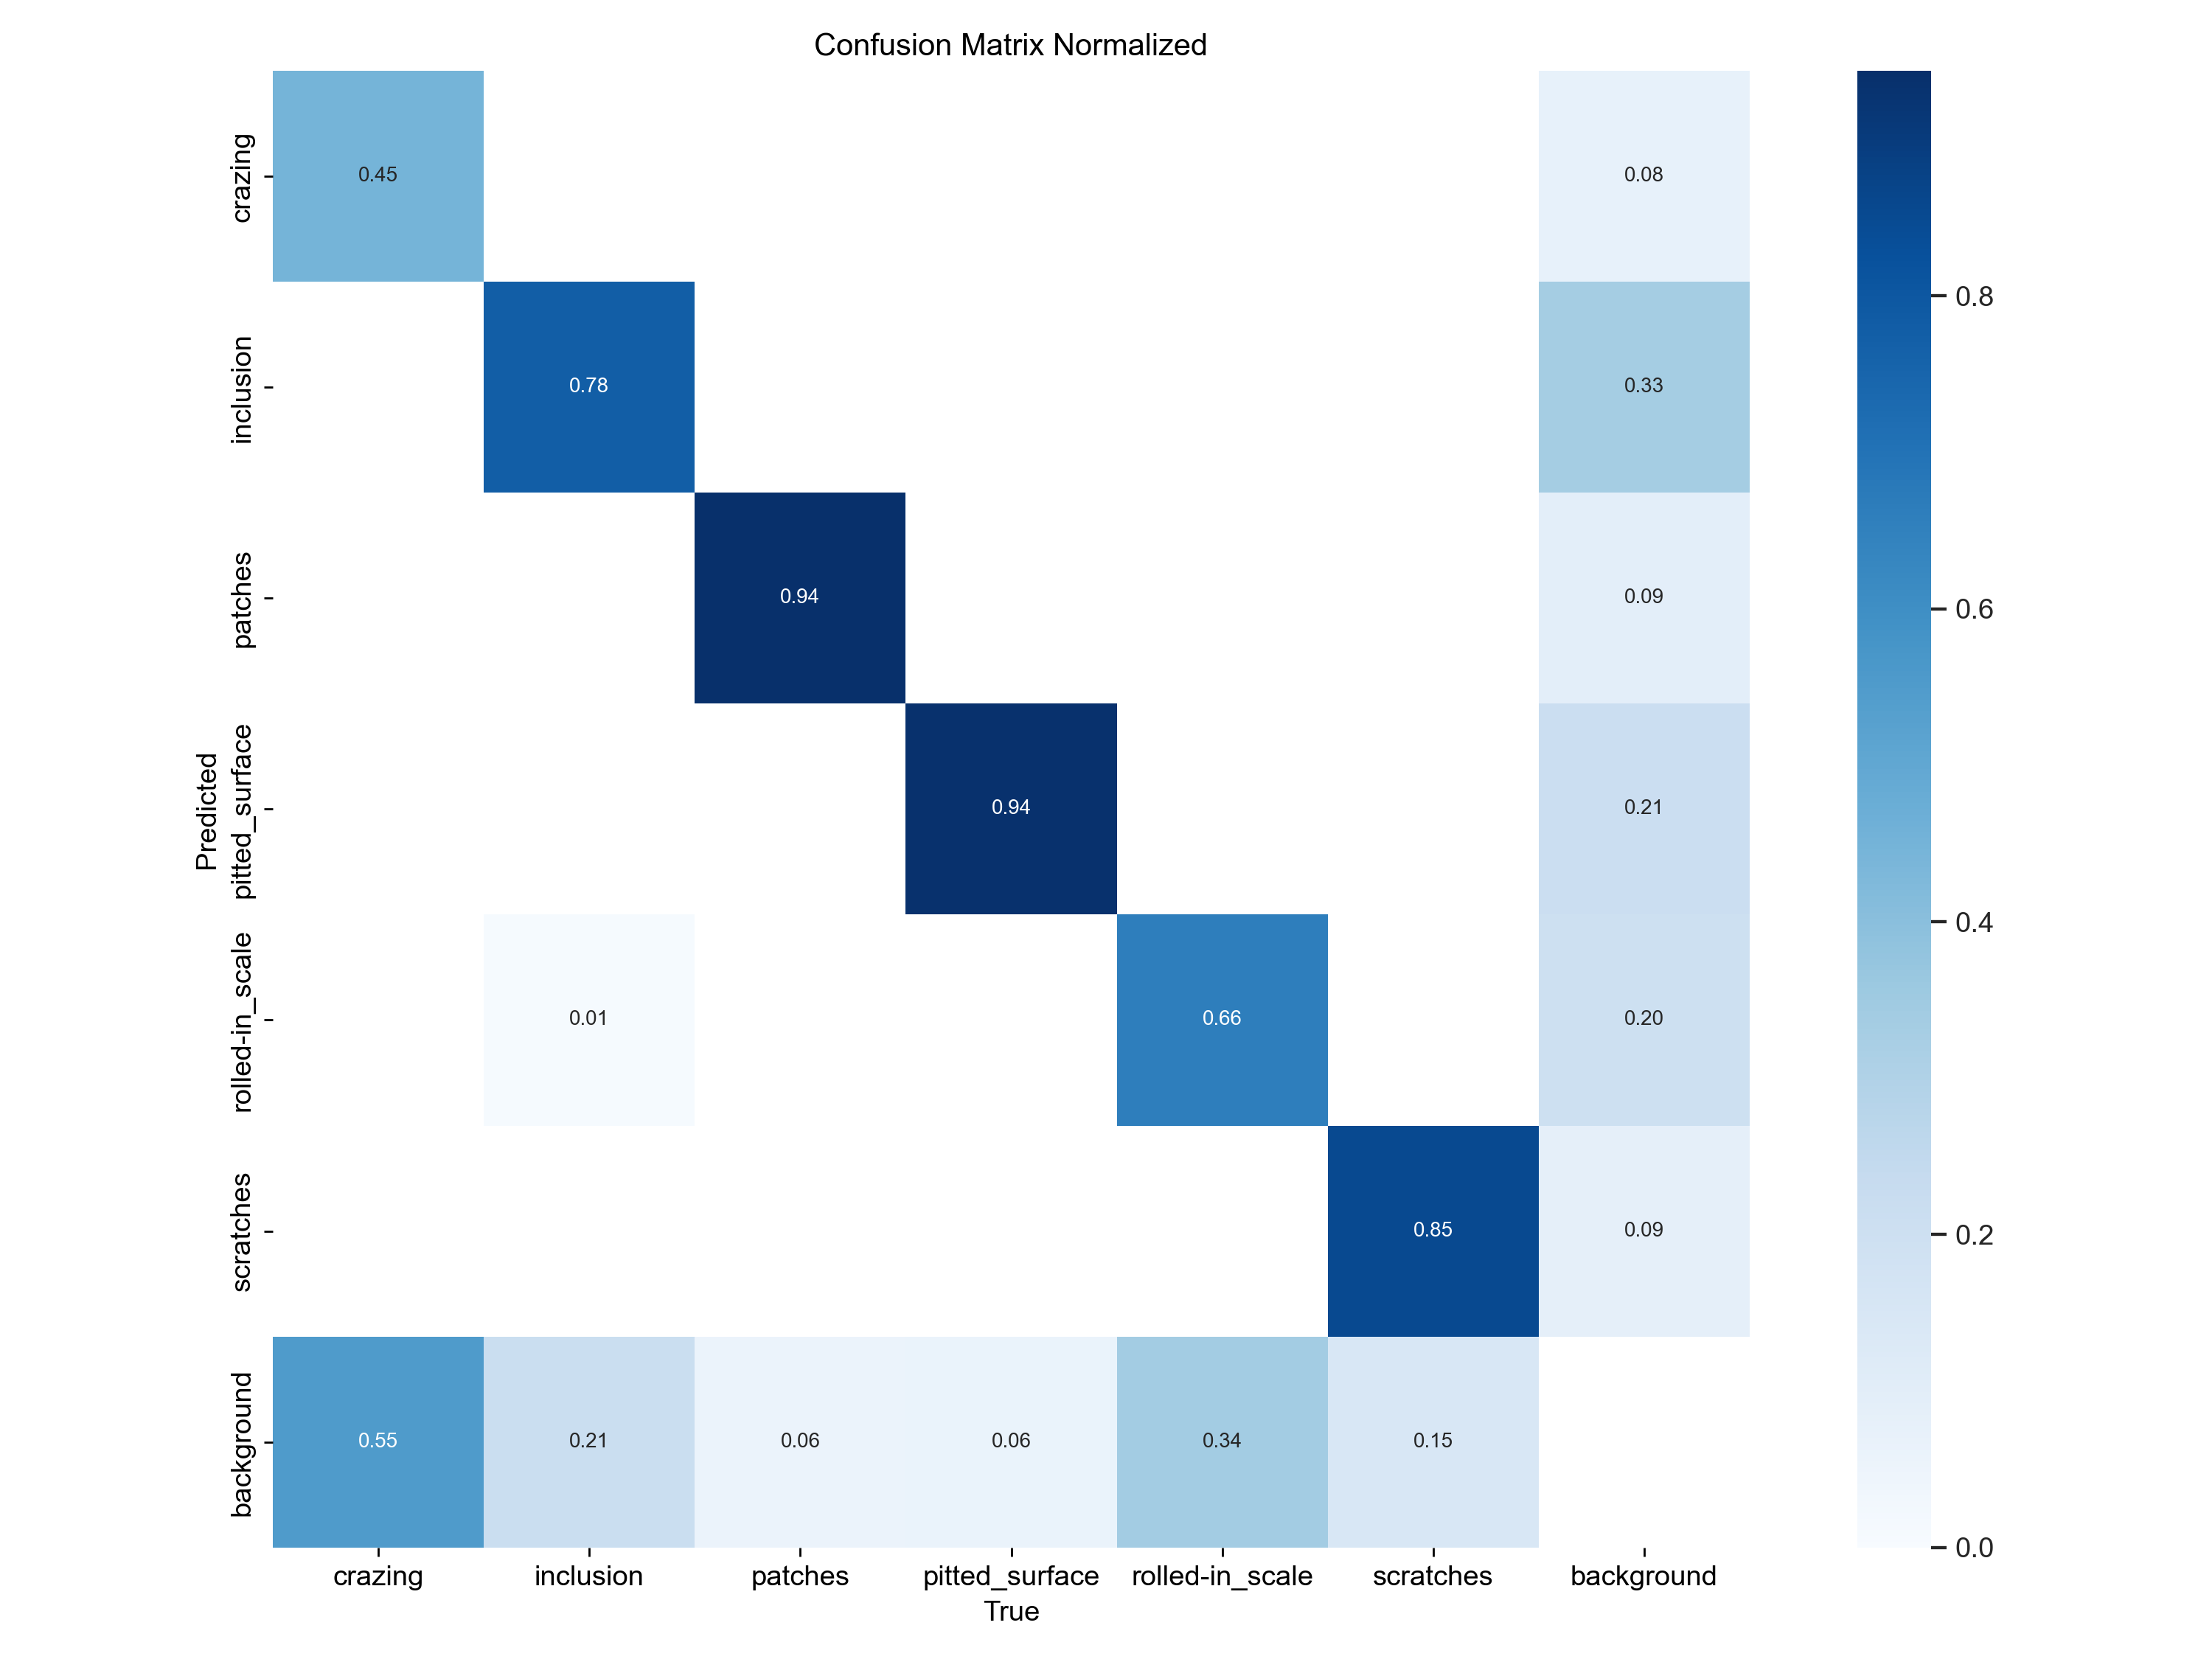 Confusion Matrix Normalized
crazing
0.45
0.08
inclusion
0.78
0.33
0.8
patches
0.94
0.09
0.6
Predicted
pitted_surface
0.94
0.21
0.4
rolled-in_scale
0.01
0.66
0.20
scratches
0.85
0.09
0.2
background
0.55 0.21 0.06 0.06 0.34 0.15
0.0
crazing inclusion patches pitted_surface rolled-in_scale scratches background
True